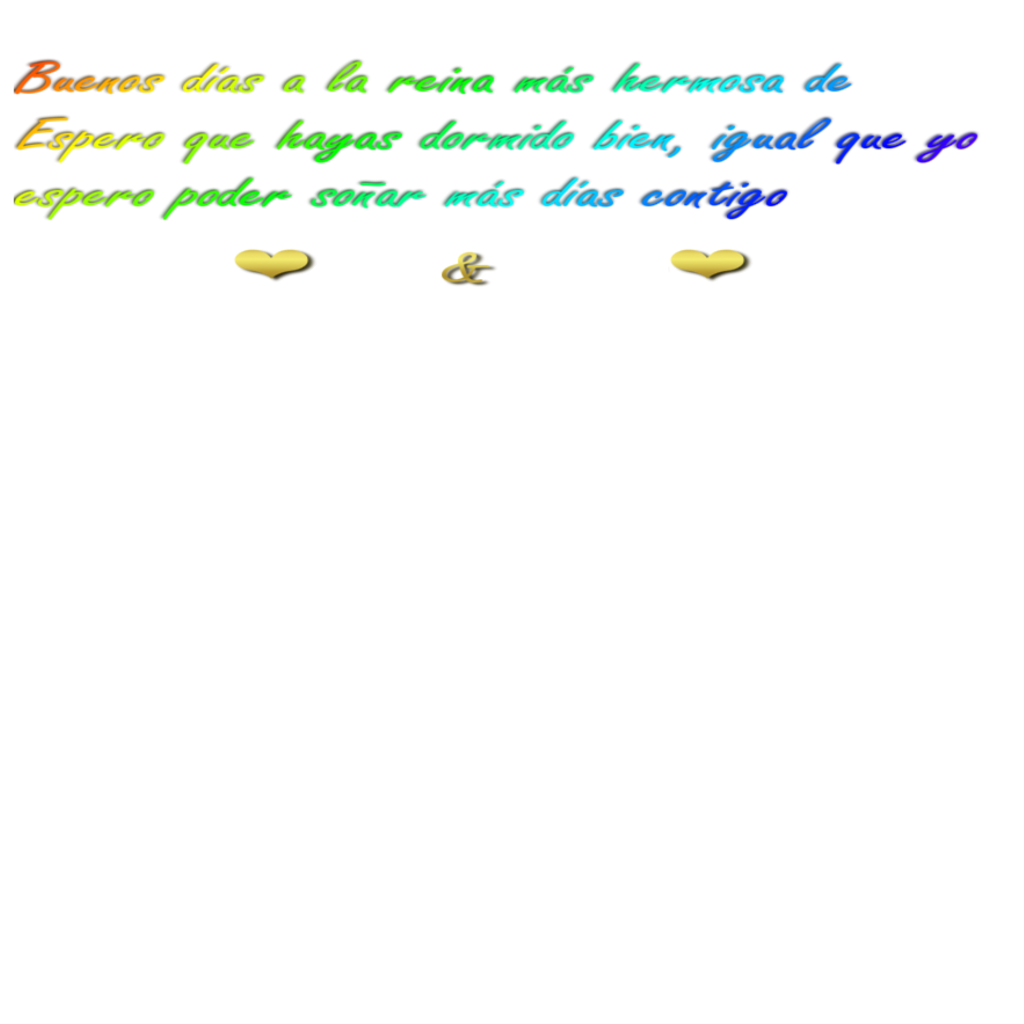 Buenos días a la reina más hermosa de
Espero que hayas dormido bien, igual que yo
espero poder soñar más días contigo
❤ & ❤